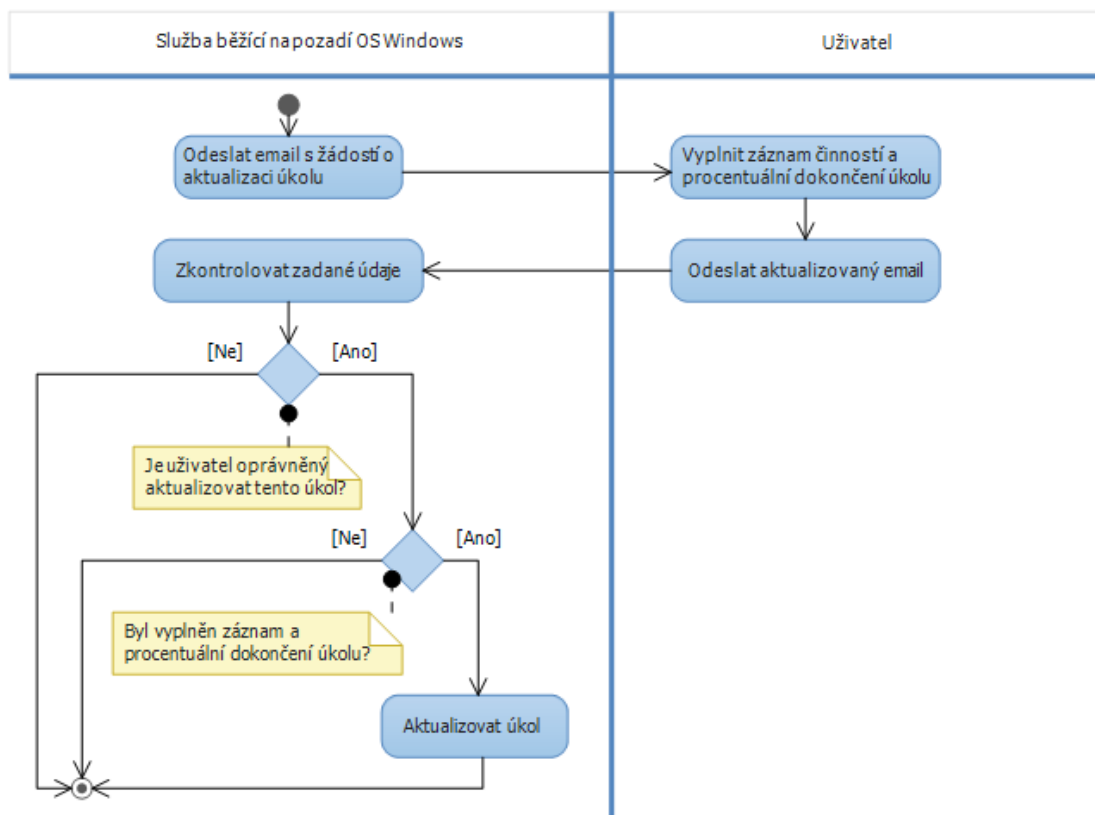 Služba běžící na pozadí OS Windows
Uživatel
Odeslat email s žádostí o
aktualizaci úkolu
Vyplnit záznam činností a
procentuální dokončení úkolu
Zkontrolovat zadané údaje
Odeslat aktualizovaný email
[Ne]
[Ano]
Je uživatel oprávněný
aktualizovat tento úkol?
[Ne]
[Ano]
Byl vyplněn záznam a
procentuální dokončení úkolu?
Aktualizovat úkol